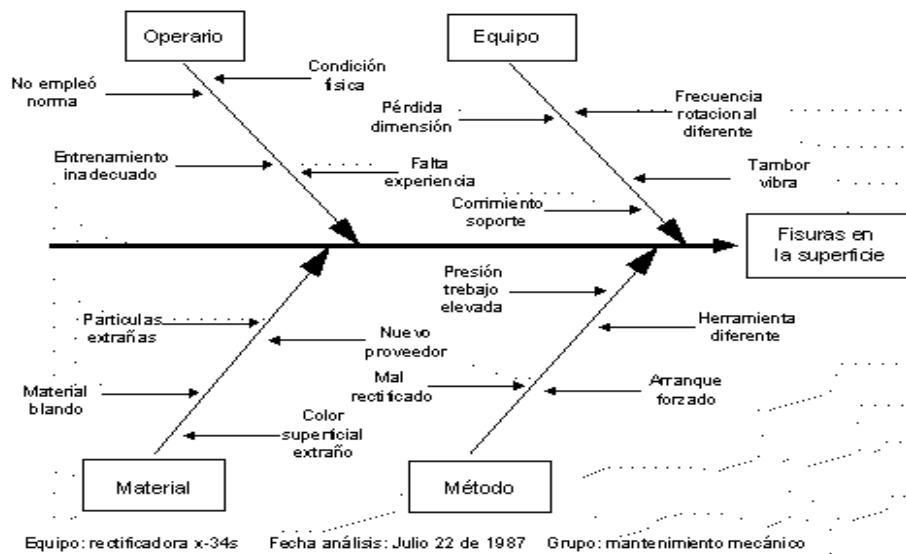 Operario
Equipo
Condición
física
No empleó
norma
Pérdida
dimensión
Frecuencia
rotacional
diferente
Entrenamiento
inadecuado
Falta
experiencia
Tambor
vibra
Corrimiento
soporte
Fisuras en
la superficie
Presión
trebajo
elevada
Particulas
extrañas
Nuevo
proveedor
Herramienta
diferente
Mal
rectificado
Arranque
forzado
Material
blando
Color
superficial
extraño
Material
Método
Equipo: rectificadora x-34s Fecha análisis: Julio 22 de 1987 Grupo: mantenimiento mecánico